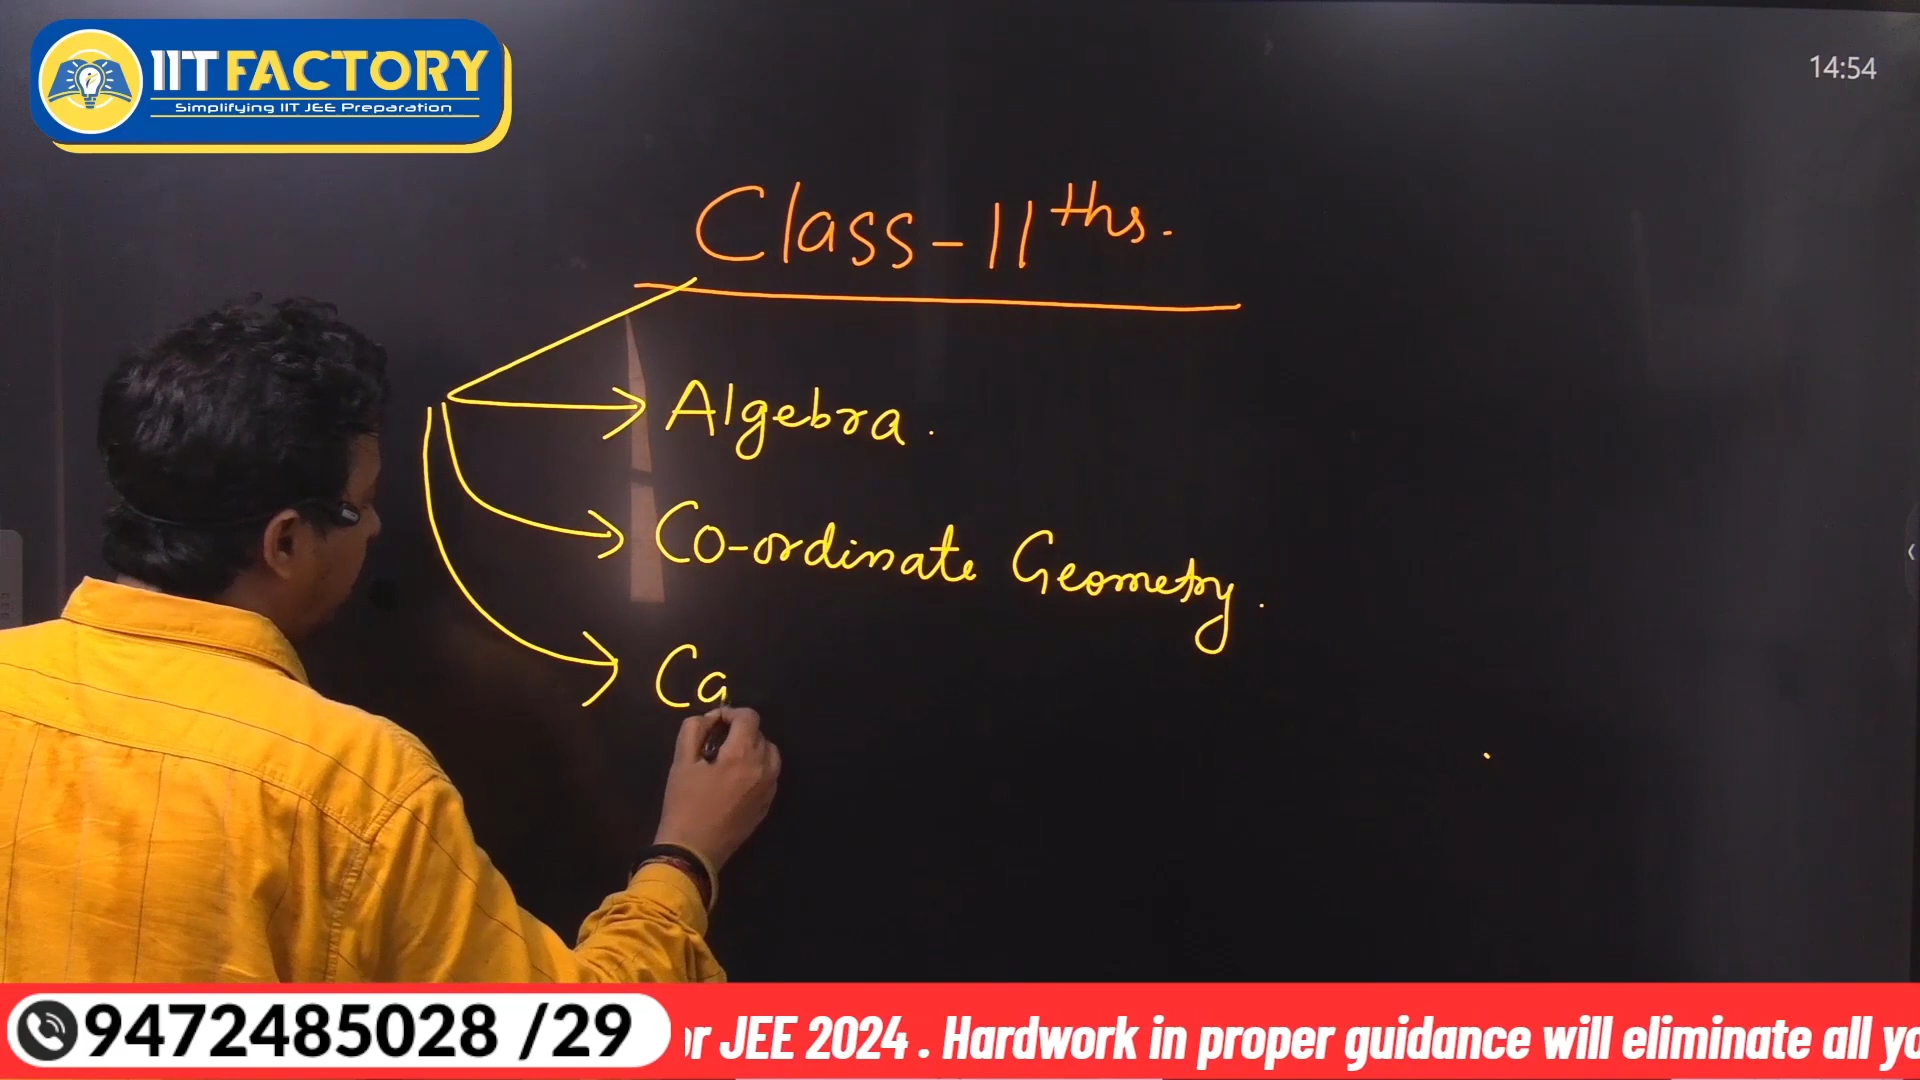 IIT FACTORY
Simplifying IIT JEE Preparation
14:54
Class-11ths.
Algebra.
Co-ordinate Geometry.
Ca
9472485028 /29
or JEE 2024 . Hardwork in proper guidance will eliminate all yo